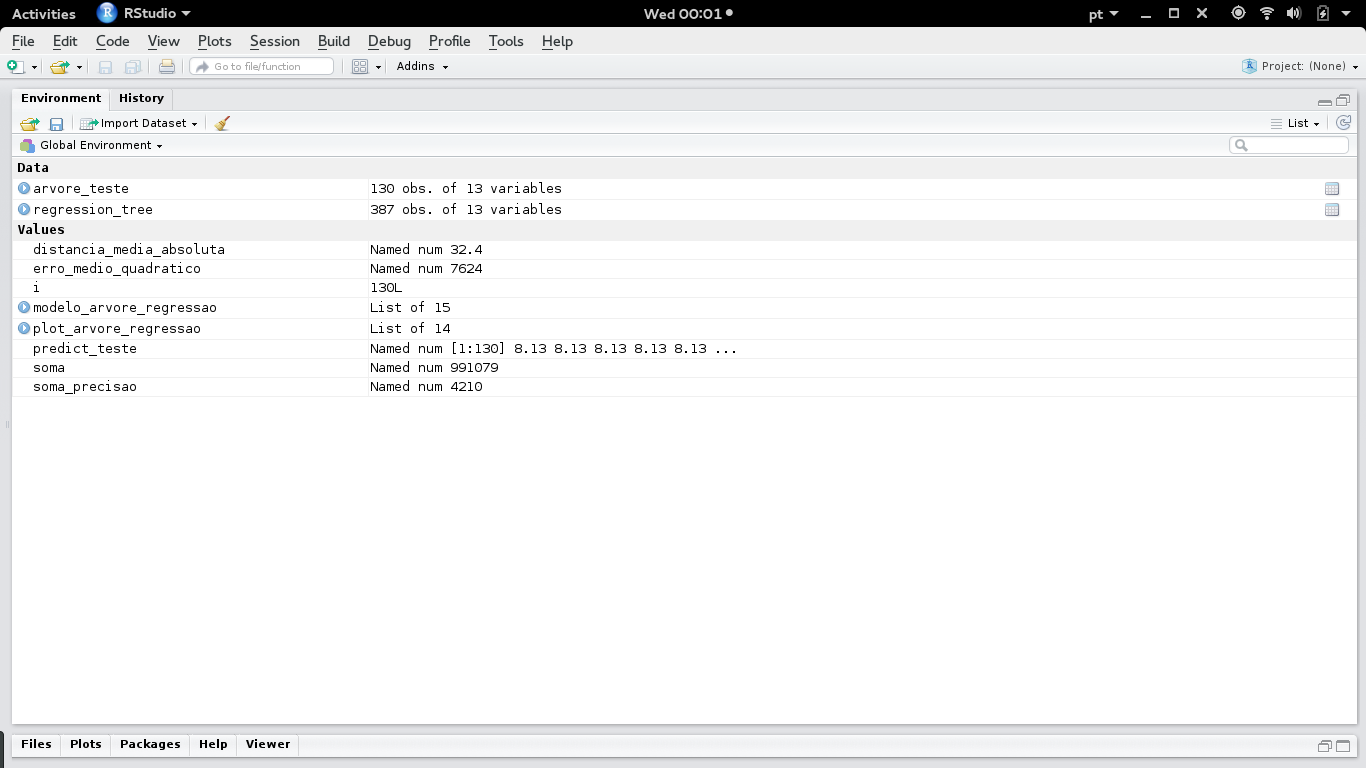 Activities RStudio Wed 00:01 pt
File Edit Code View Plots Session Build Debug Profile Tools Help
Go to file/function Addins Project: (None)
Environment History
Import Dataset List
Global Environment
Data
arvore_teste 130 obs. of 13 variables
regression_tree 387 obs. of 13 variables
Values
distancia_media_absoluta Named num 32.4
erro_medio_quadratico Named num 7624
i 130L
modelo_arvore_regressao List of 15
plot_arvore_regressao List of 14
predict_teste Named num [1:130] 8.13 8.13 8.13 8.13 8.13 ...
soma Named num 991079
soma_precisao Named num 4210
Files Plots Packages Help Viewer